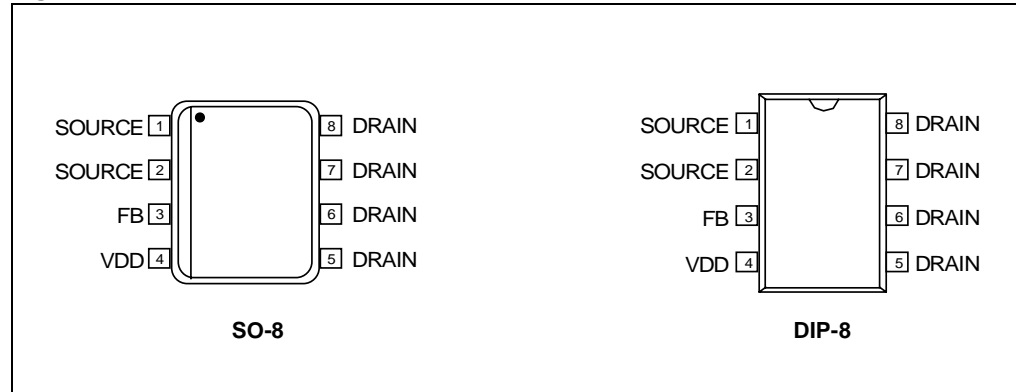 SOURCE 1 8 DRAIN
SOURCE 2 7 DRAIN
FB 3 6 DRAIN
VDD 4 5 DRAIN
SO-8
SOURCE 1 8 DRAIN
SOURCE 2 7 DRAIN
FB 3 6 DRAIN
VDD 4 5 DRAIN
DIP-8